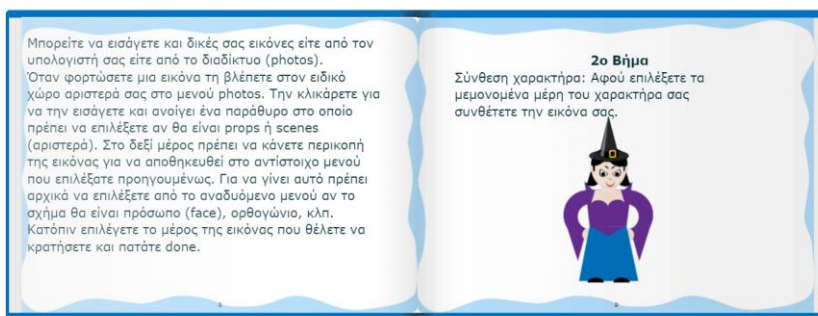 Μπορείτε να εισάγετε και δικές σας εικόνες είτε από τον
υπολογιστή σας είτε από το διαδίκτυο (photos).
Όταν φορτώσετε μια εικόνα τη βλέπετε στον ειδικό
χώρο αριστερά σας στο μενού photos. Την κλικάρετε για
να την εισάγετε και ανοίγει ένα παράθυρο στο οποίο
πρέπει να επιλέξετε αν θα είναι props ή scenes
(αριστερά). Στο δεξί μέρος πρέπει να κάνετε περικοπή
της εικόνας για να αποθηκευθεί στο αντίστοιχο μενού
που επιλέξατε προηγουμένως. Για να γίνει αυτό πρέπει
αρχικά να επιλέξετε από το αναδυόμενο μενού αν το
σχήμα θα είναι πρόσωπο (face), ορθογώνιο, κλπ.
Κατόπιν επιλέγετε το μέρος της εικόνας που θέλετε να
κρατήσετε και πατάτε done.
2ο Βήμα
Σύνθεση χαρακτήρα: Αφού επιλέξετε τα
μεμονομένα μέρη του χαρακτήρα σας
συνθέτετε την εικόνα σας.